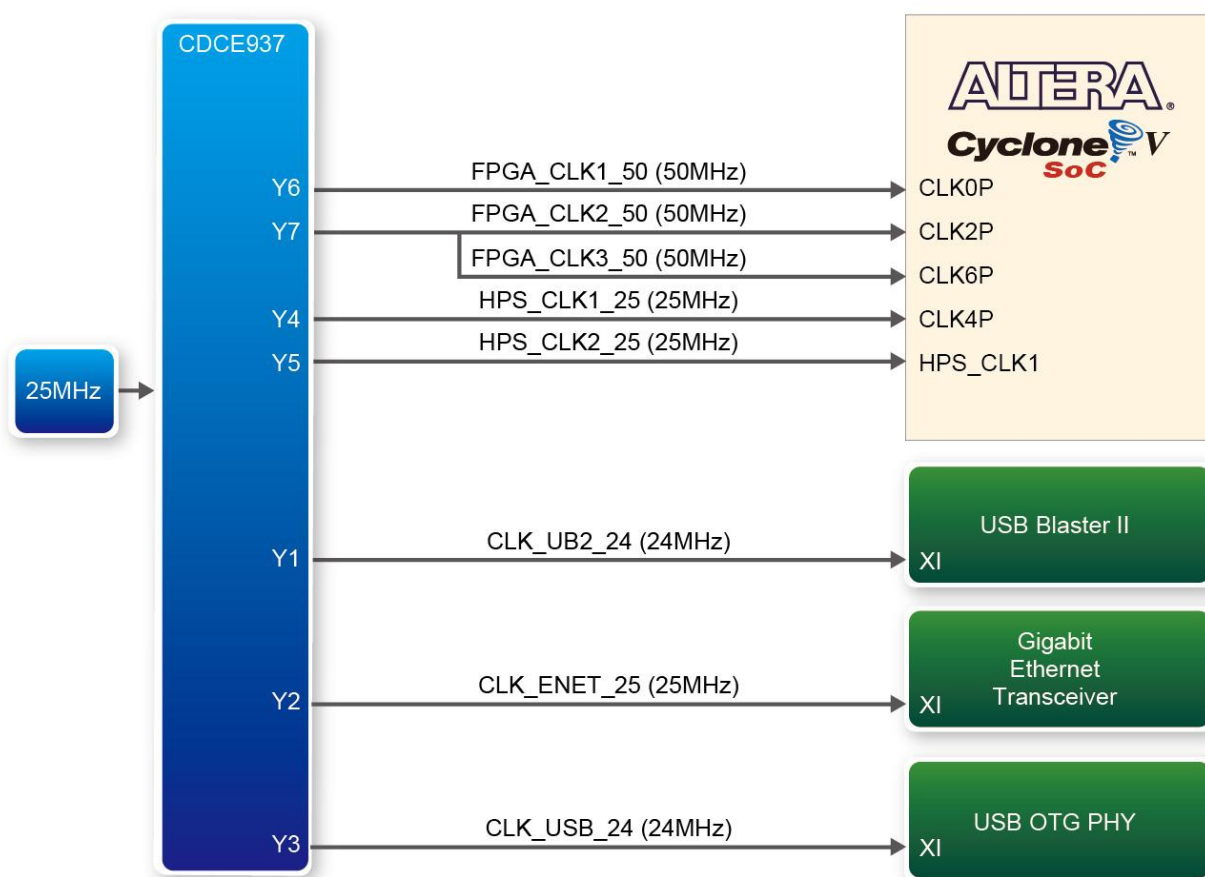 CDCE937
ALTERA®
Cyclone™ V
SoC
Y6
FPGA_CLK1_50 (50MHz)
CLK0P
Y7
FPGA_CLK2_50 (50MHz)
CLK2P
FPGA_CLK3_50 (50MHz)
CLK6P
Y4
HPS_CLK1_25 (25MHz)
CLK4P
Y5
HPS_CLK2_25 (25MHz)
HPS_CLK1
25MHz
Y1
CLK_UB2_24 (24MHz)
USB Blaster II
XI
Y2
CLK_ENET_25 (25MHz)
Gigabit
Ethernet
Transceiver
XI
Y3
CLK_USB_24 (24MHz)
USB OTG PHY
XI